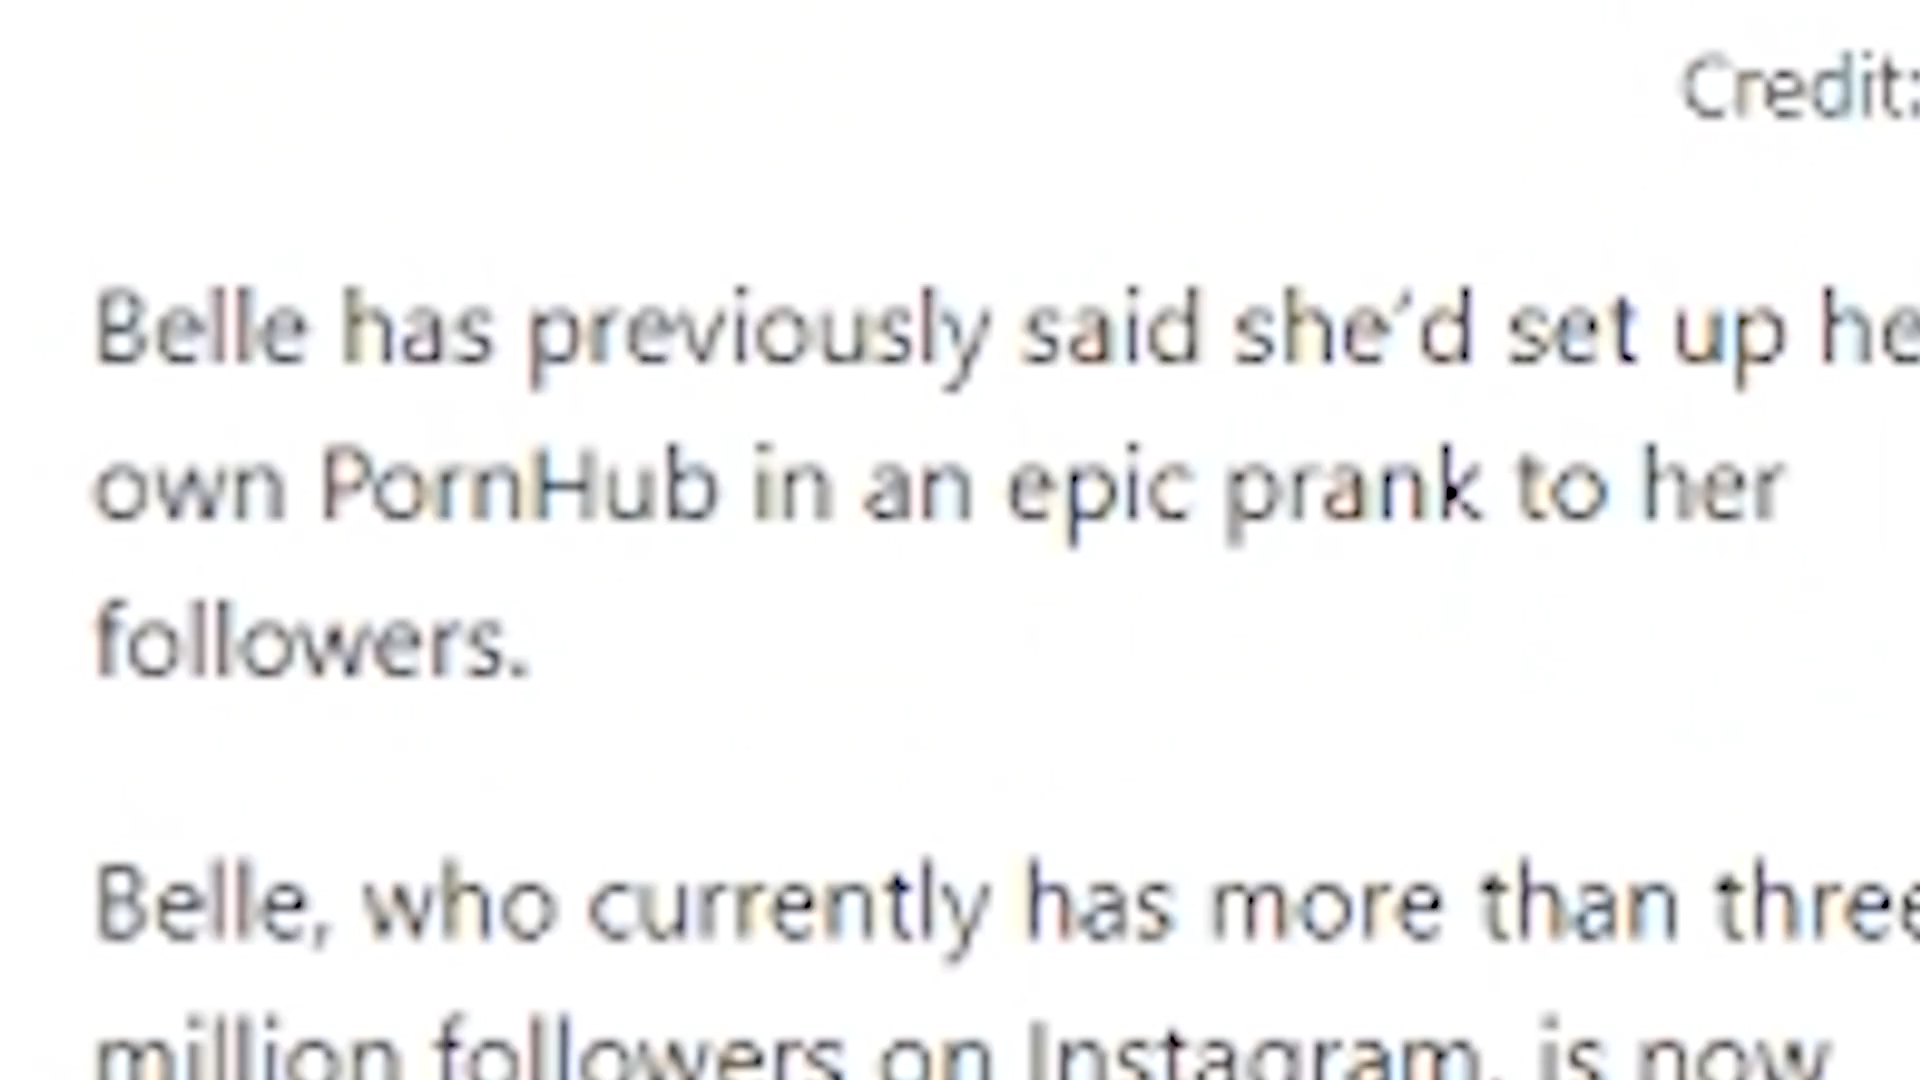 Credit:
Belle has previously said she’d set up he
own PornHub in an epic prank to her
followers.
Belle, who currently has more than three
million followers on Instagram, is now